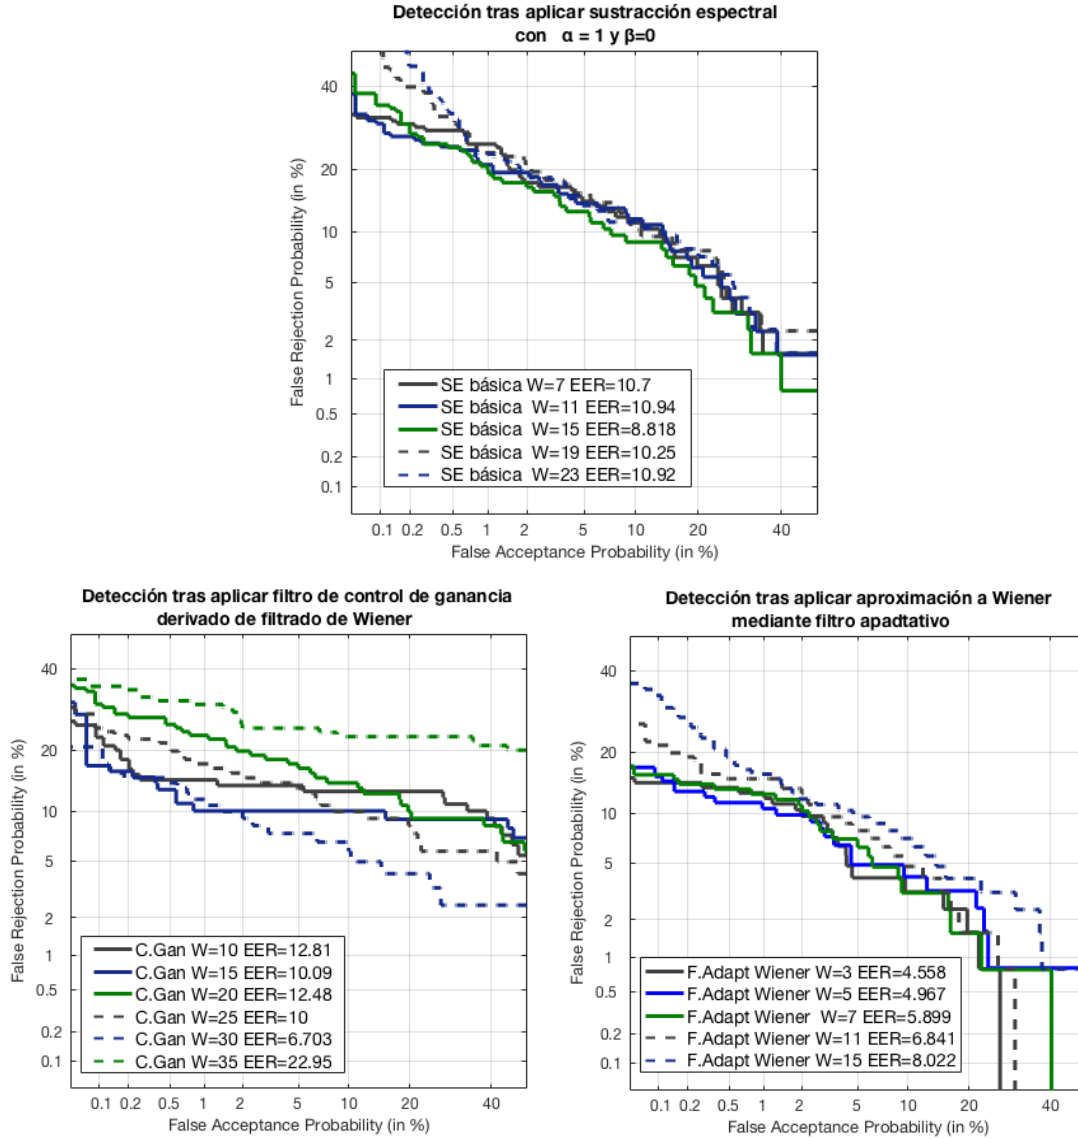 Detección tras aplicar sustracción espectral
con α = 1 y β=0
False Rejection Probability (in %)
40
20
10
5
2
1
0.5
0.2
0.1
SE básica W=7 EER=10.7
SE básica W=11 EER=10.94
SE básica W=15 EER=8.818
SE básica W=19 EER=10.25
SE básica W=23 EER=10.92
0.1 0.2 0.5 1 2 5 10 20 40
False Acceptance Probability (in %)
Detección tras aplicar filtro de control de ganancia
derivado de filtrado de Wiener
False Rejection Probability (in %)
40
20
10
5
2
1
0.5
0.2
0.1
C.Gan W=10 EER=12.81
C.Gan W=15 EER=10.09
C.Gan W=20 EER=12.48
C.Gan W=25 EER=10
C.Gan W=30 EER=6.703
C.Gan W=35 EER=22.95
0.1 0.2 0.5 1 2 5 10 20 40
False Acceptance Probability (in %)
Detección tras aplicar aproximación a Wiener
mediante filtro apadtativo
False Rejection Probability (in %)
40
20
10
5
2
1
0.5
0.2
0.1
F.Adapt Wiener W=3 EER=4.558
F.Adapt Wiener W=5 EER=4.967
F.Adapt Wiener W=7 EER=5.899
F.Adapt Wiener W=11 EER=6.841
F.Adapt Wiener W=15 EER=8.022
0.1 0.2 0.5 1 2 5 10 20 40
False Acceptance Probability (in %)